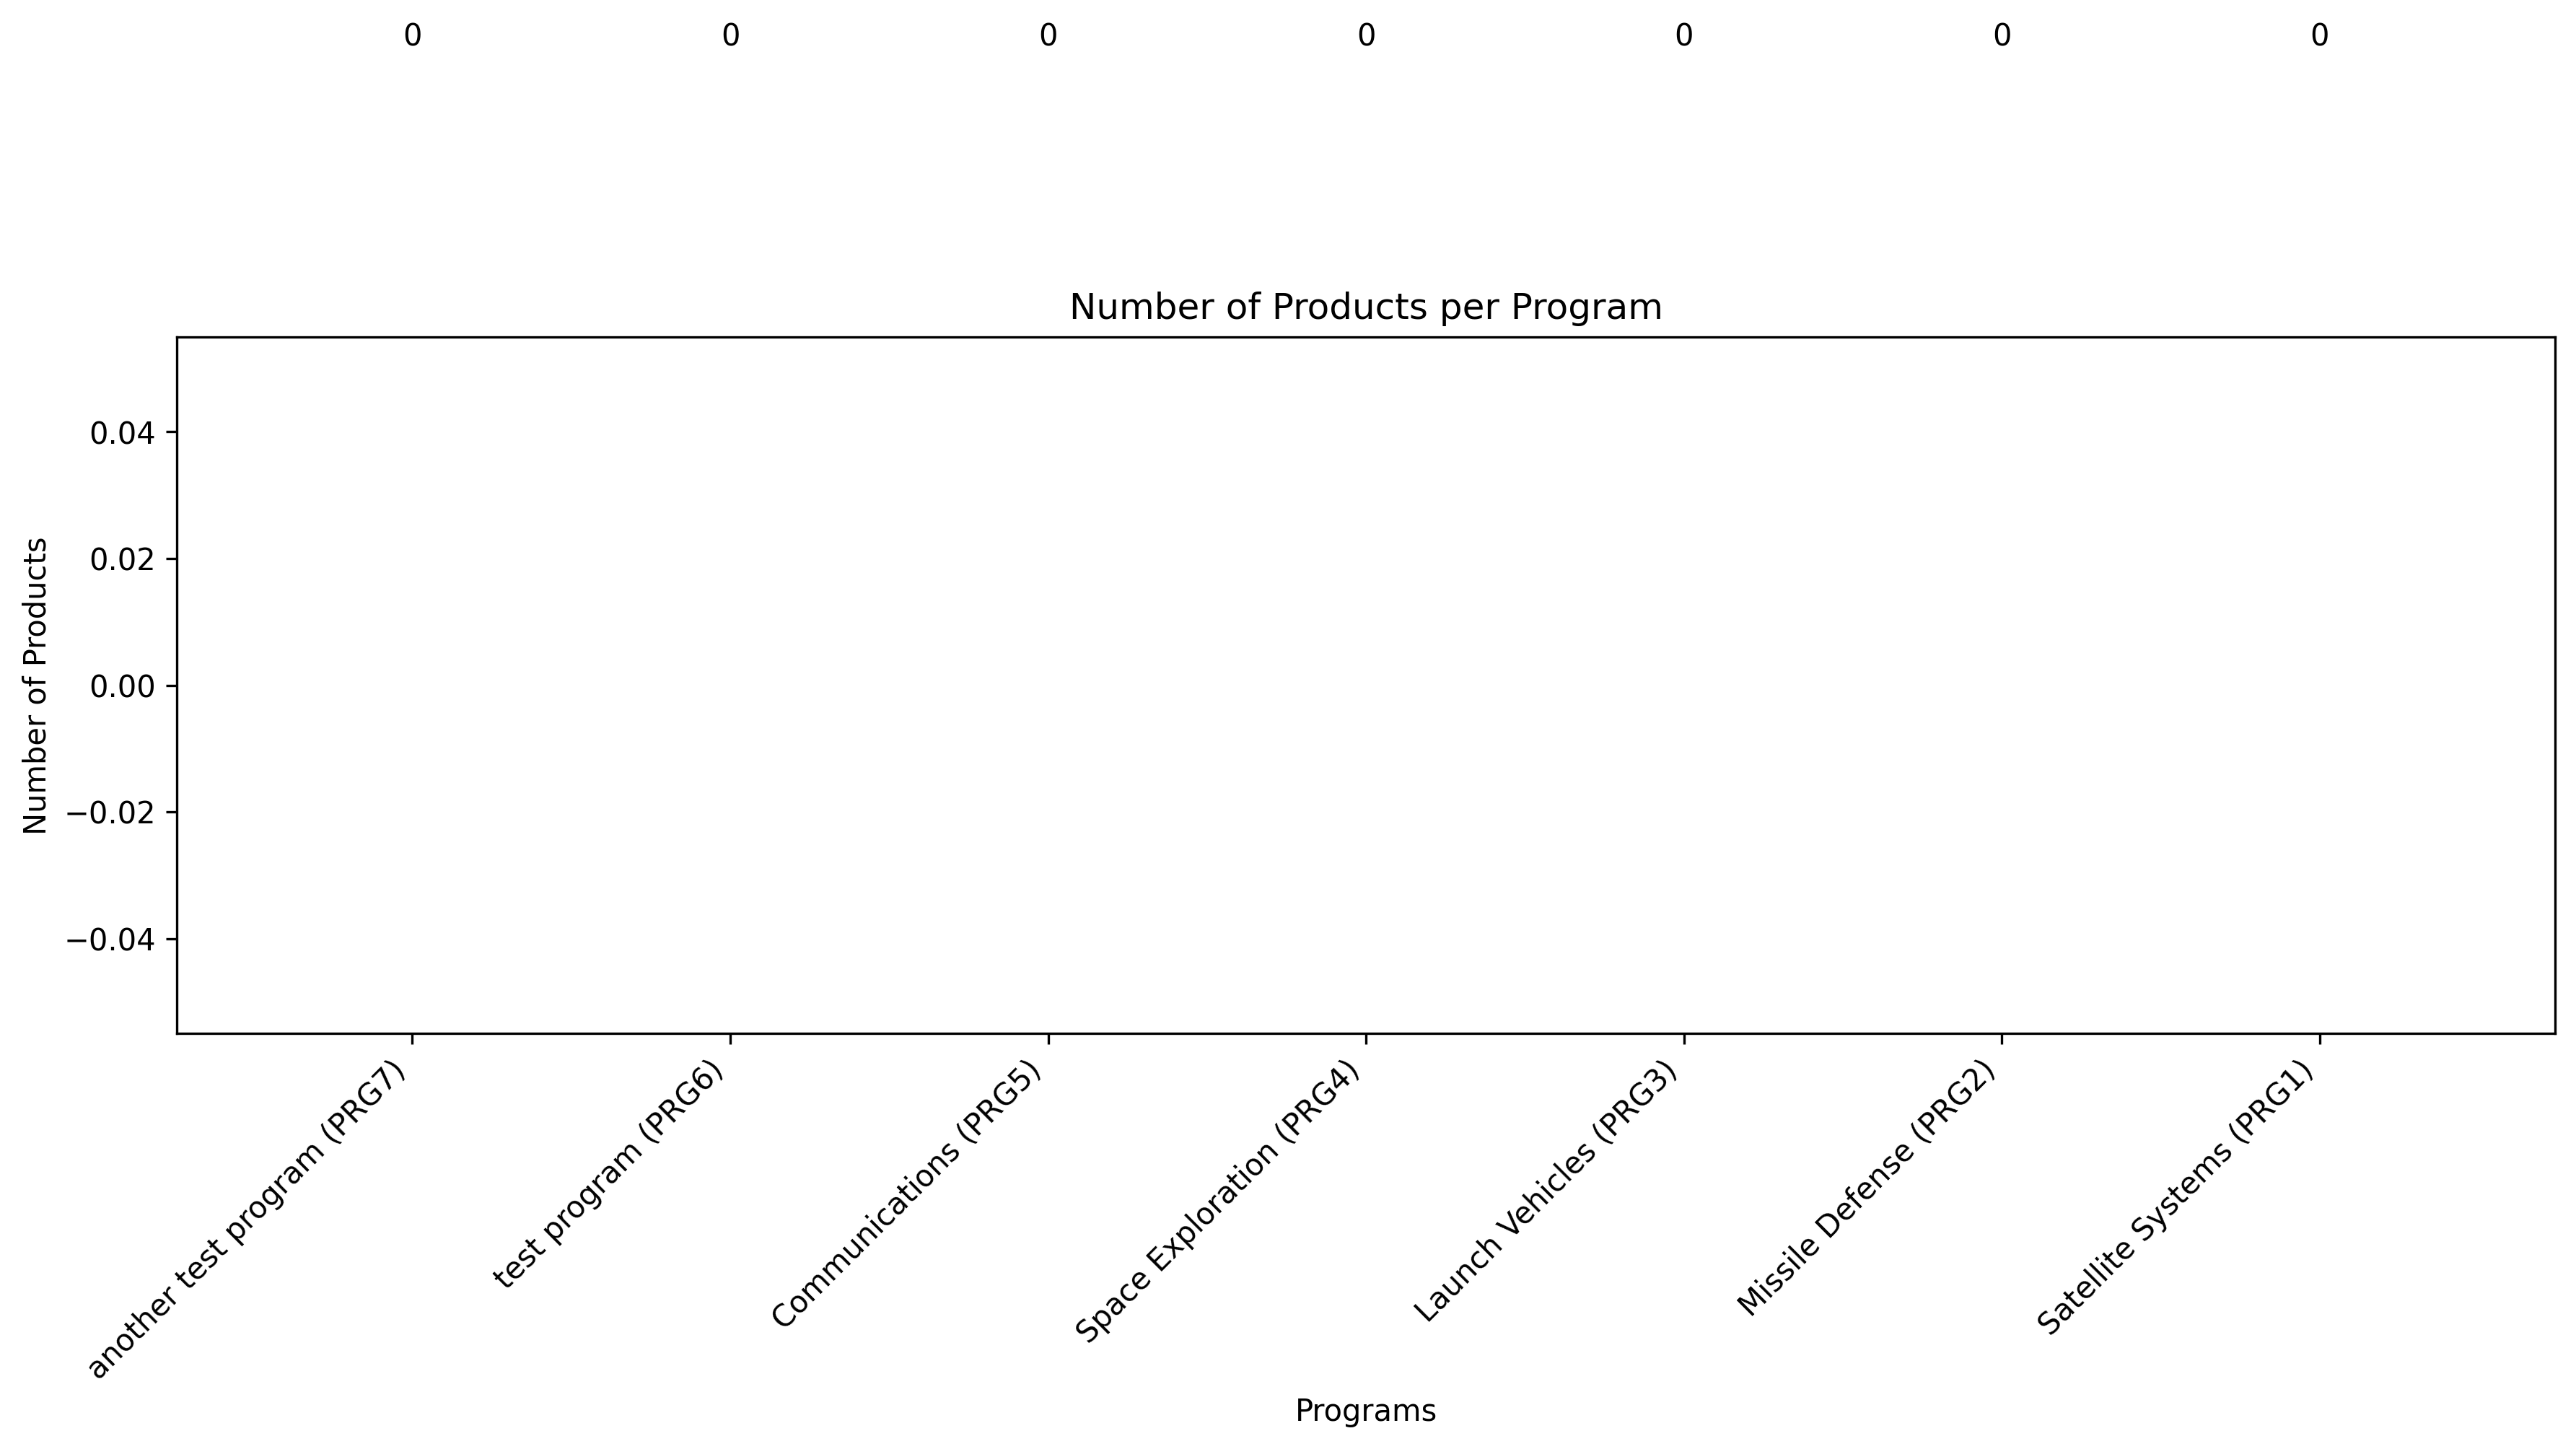 0 0 0 0 0 0 0
Number of Products per Program
0.04
0.02
0.00
−0.02
−0.04
Number of Products
another test program (PRG7)
test program (PRG6)
Communications (PRG5)
Space Exploration (PRG4)
Launch Vehicles (PRG3)
Missile Defense (PRG2)
Satellite Systems (PRG1)
Programs